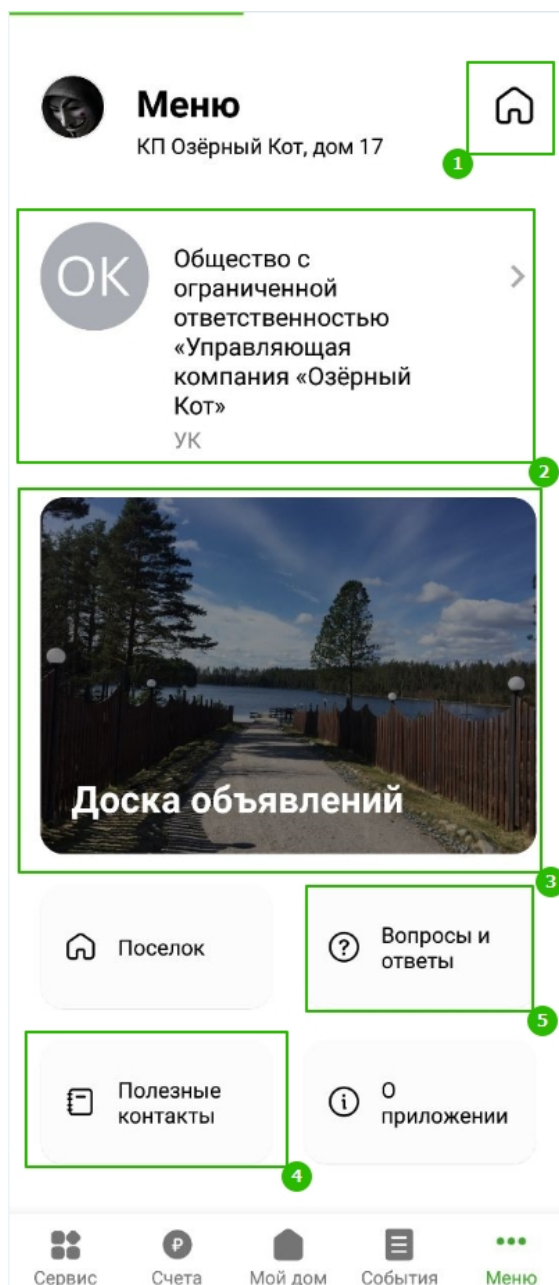 Меню
КП Озёрный Кот, дом 17
1
ОК
Общество с
ограниченной
ответственностью
«Управляющая
компания «Озёрный
Кот»
УК
2
Доска объявлений
3
Поселок
Вопросы и
ответы
5
Полезные
контакты
О
приложении
4
Сервис
Счета
Мой дом
События
Меню